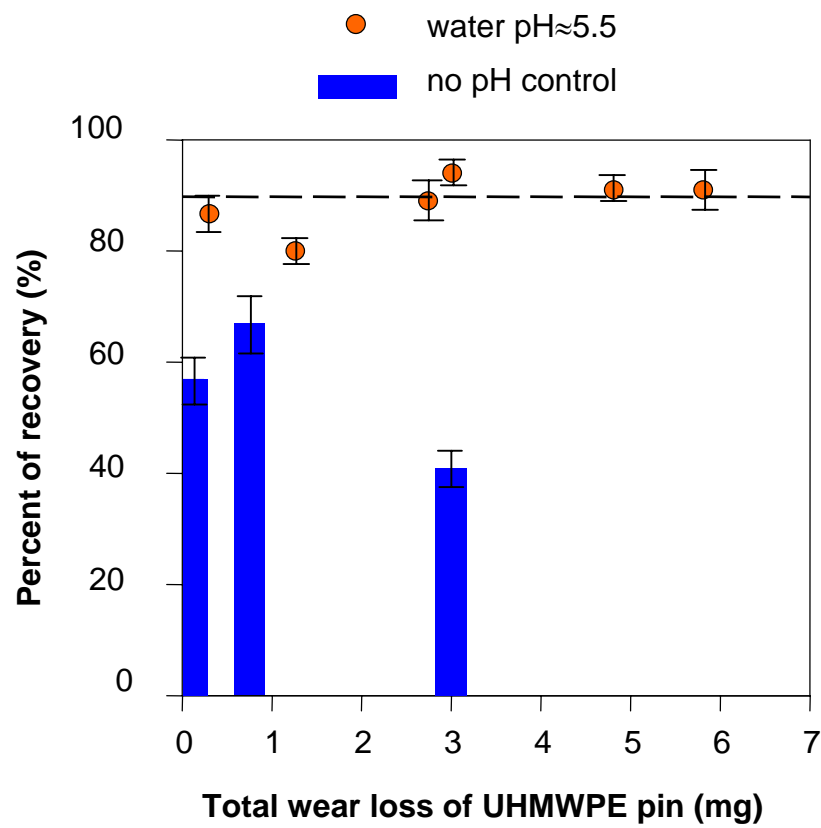 water pH≈5.5
no pH control
100
80
60
40
20
0
Percent of recovery (%)
0 1 2 3 4 5 6 7
Total wear loss of UHMWPE pin (mg)